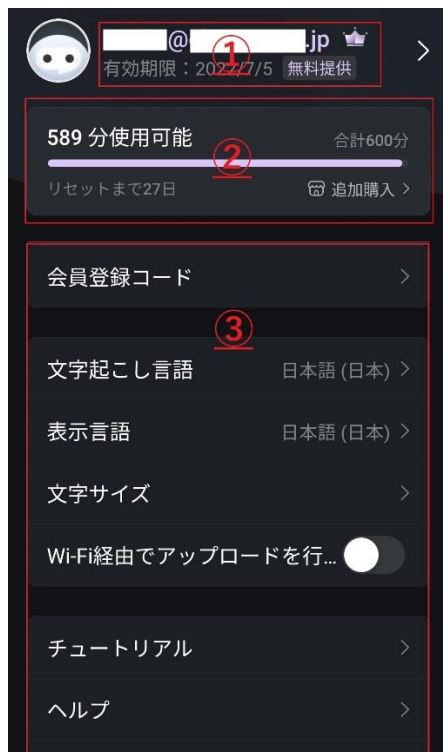 @ .jp
①
有効期限：2022/7/5 無料提供
589 分使用可能 合計600分
②
リセットまで27日 追加購入
会員登録コード
③
文字起こし言語 日本語 (日本)
表示言語 日本語 (日本)
文字サイズ
Wi-Fi経由でアップロードを行...
チュートリアル
ヘルプ